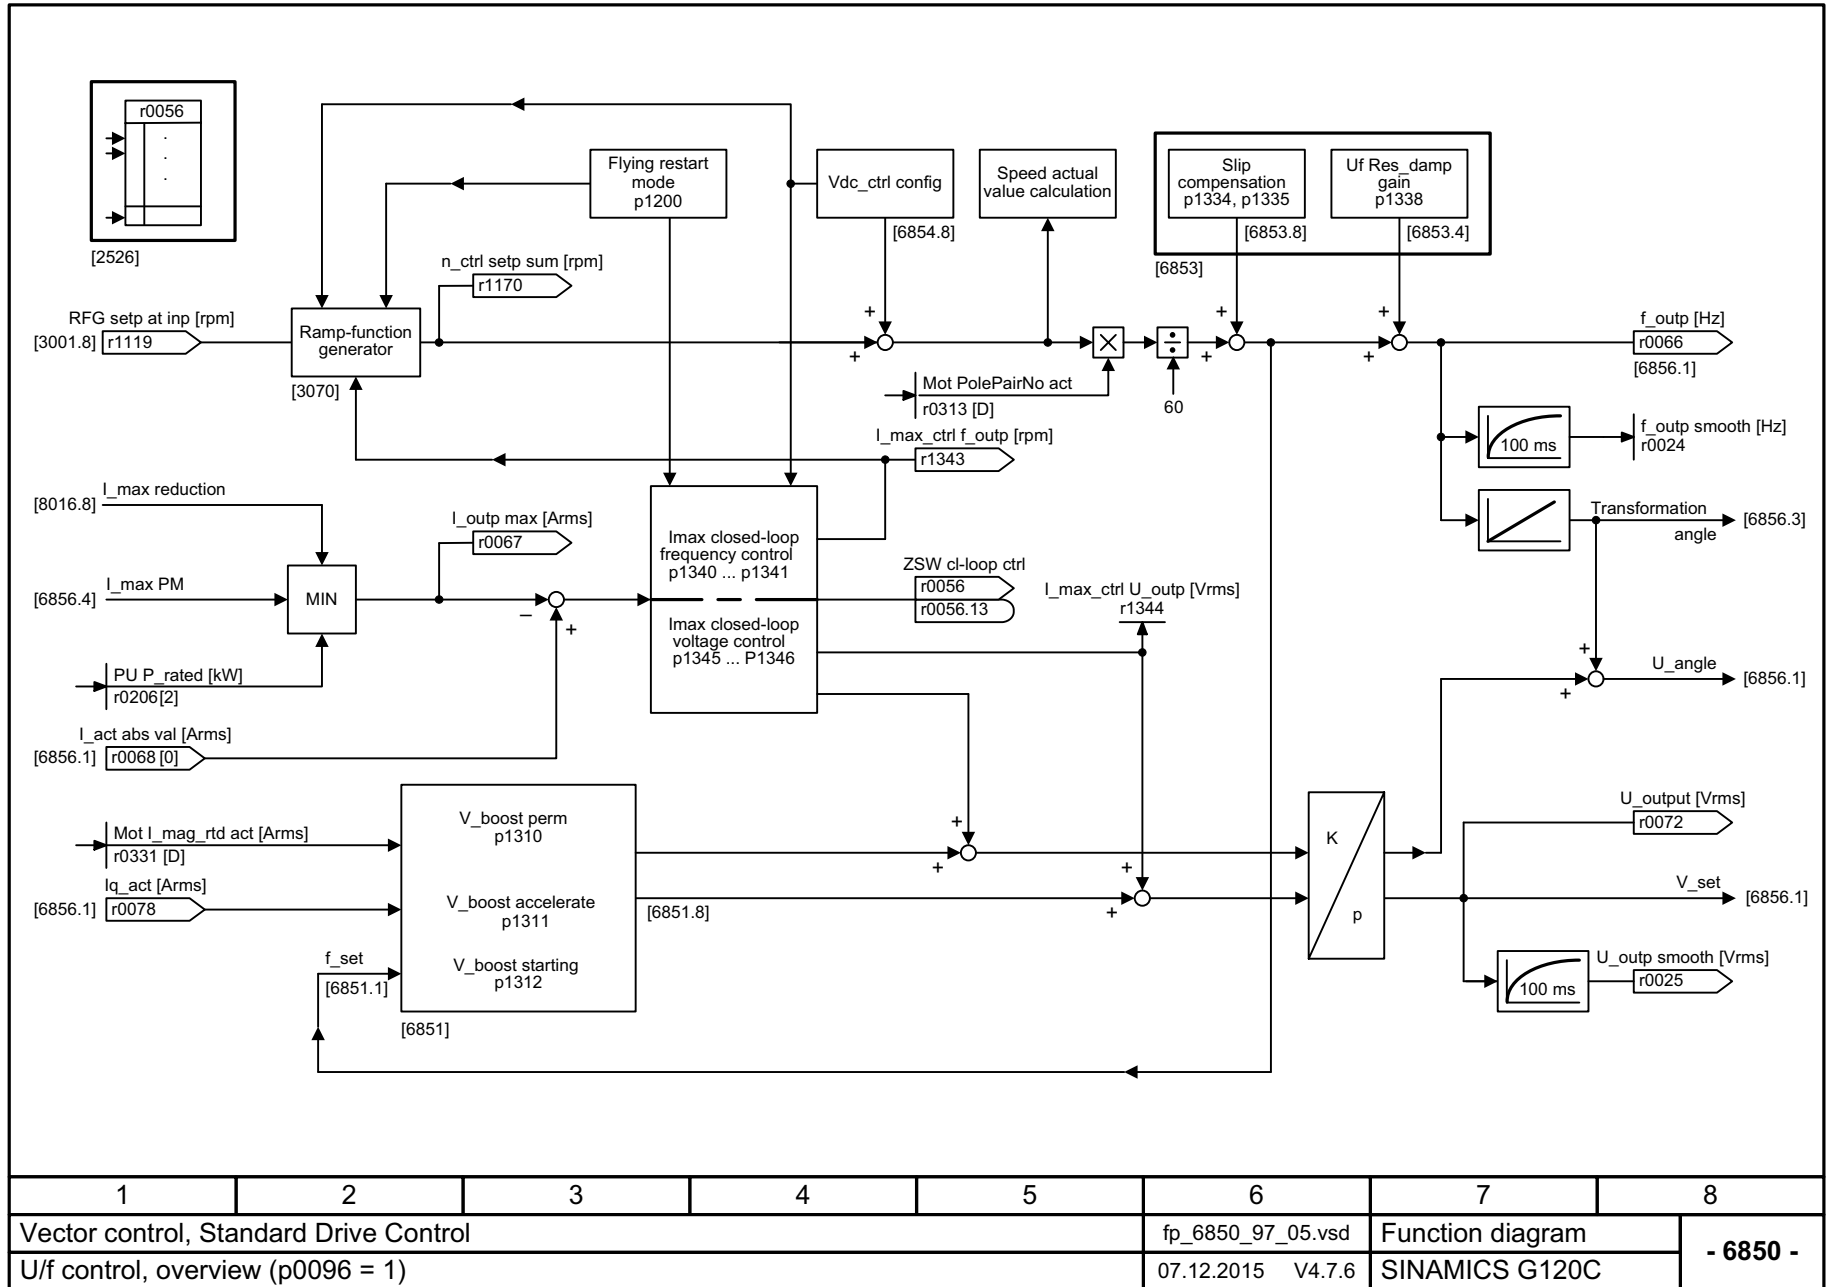 r0056
[2526]
Flying restart
mode
p1200
Vdc_ctrl config
[6854.8]
Speed actual
value calculation
Slip
compensation
p1334, p1335
[6853.8]
Uf Res_damp
gain
p1338
[6853.4]
[6853]
n_ctrl setp sum [rpm]
r1170
RFG setp at inp [rpm]
[3001.8] r1119
Ramp-function
generator
[3070]
+
+
Mot PolePairNo act
r0313 [D]
60
+
+
+
+
f_outp [Hz]
r0066
[6856.1]
I_max_ctrl f_outp [rpm]
r1343
100 ms
f_outp smooth [Hz]
r0024
Transformation
angle
[6856.3]
[8016.8] I_max reduction
I_outp max [Arms]
r0067
[6856.4] I_max PM
MIN
–
+
PU P_rated [kW]
r0206[2]
Imax closed-loop
frequency control
p1340 ... p1341
Imax closed-loop
voltage control
p1345 ... P1346
ZSW cl-loop ctrl
r0056
r0056.13
I_max_ctrl U_outp [Vrms]
r1344
+
+
U_angle
[6856.1]
I_act abs val [Arms]
[6856.1] r0068 [0]
Mot I_mag_rtd act [Arms]
r0331 [D]
Iq_act [Arms]
[6856.1] r0078
f_set
[6851.1]
V_boost perm
p1310
V_boost accelerate
p1311
V_boost starting
p1312
[6851]
[6851.8]
+
+
+
+
K
p
U_output [Vrms]
r0072
V_set
[6856.1]
U_outp smooth [Vrms]
100 ms
r0025
1 2 3 4 5 6 7 8
Vector control, Standard Drive Control
fp_6850_97_05.vsd
Function diagram
- 6850 -
U/f control, overview (p0096 = 1)
07.12.2015 V4.7.6
SINAMICS G120C